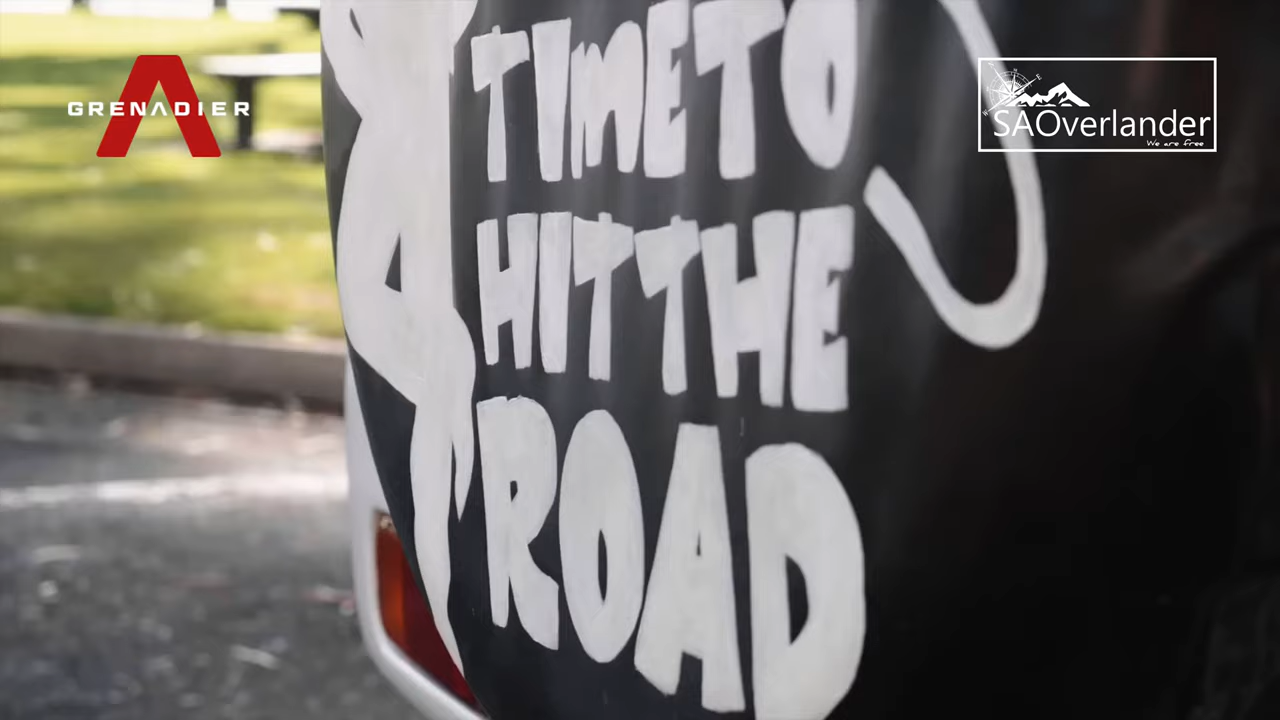 GRENADIER
SAOverlander
We are free
TIME TO
HIT THE
ROAD